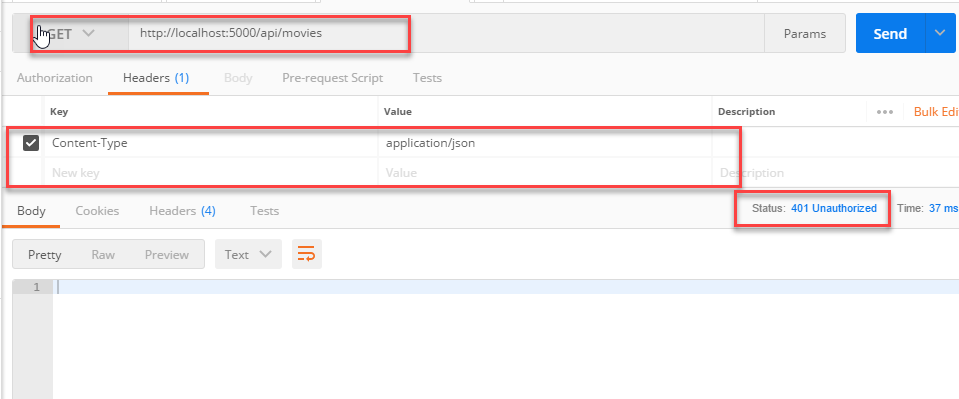 GET http://localhost:5000/api/movies Params Send
Authorization Headers (1) Body Pre-request Script Tests
Key Value Description Bulk Edi
Content-Type application/json
New key Value Description
Body Cookies Headers (4) Tests Status: 401 Unauthorized Time: 37 ms
Pretty Raw Preview Text
1